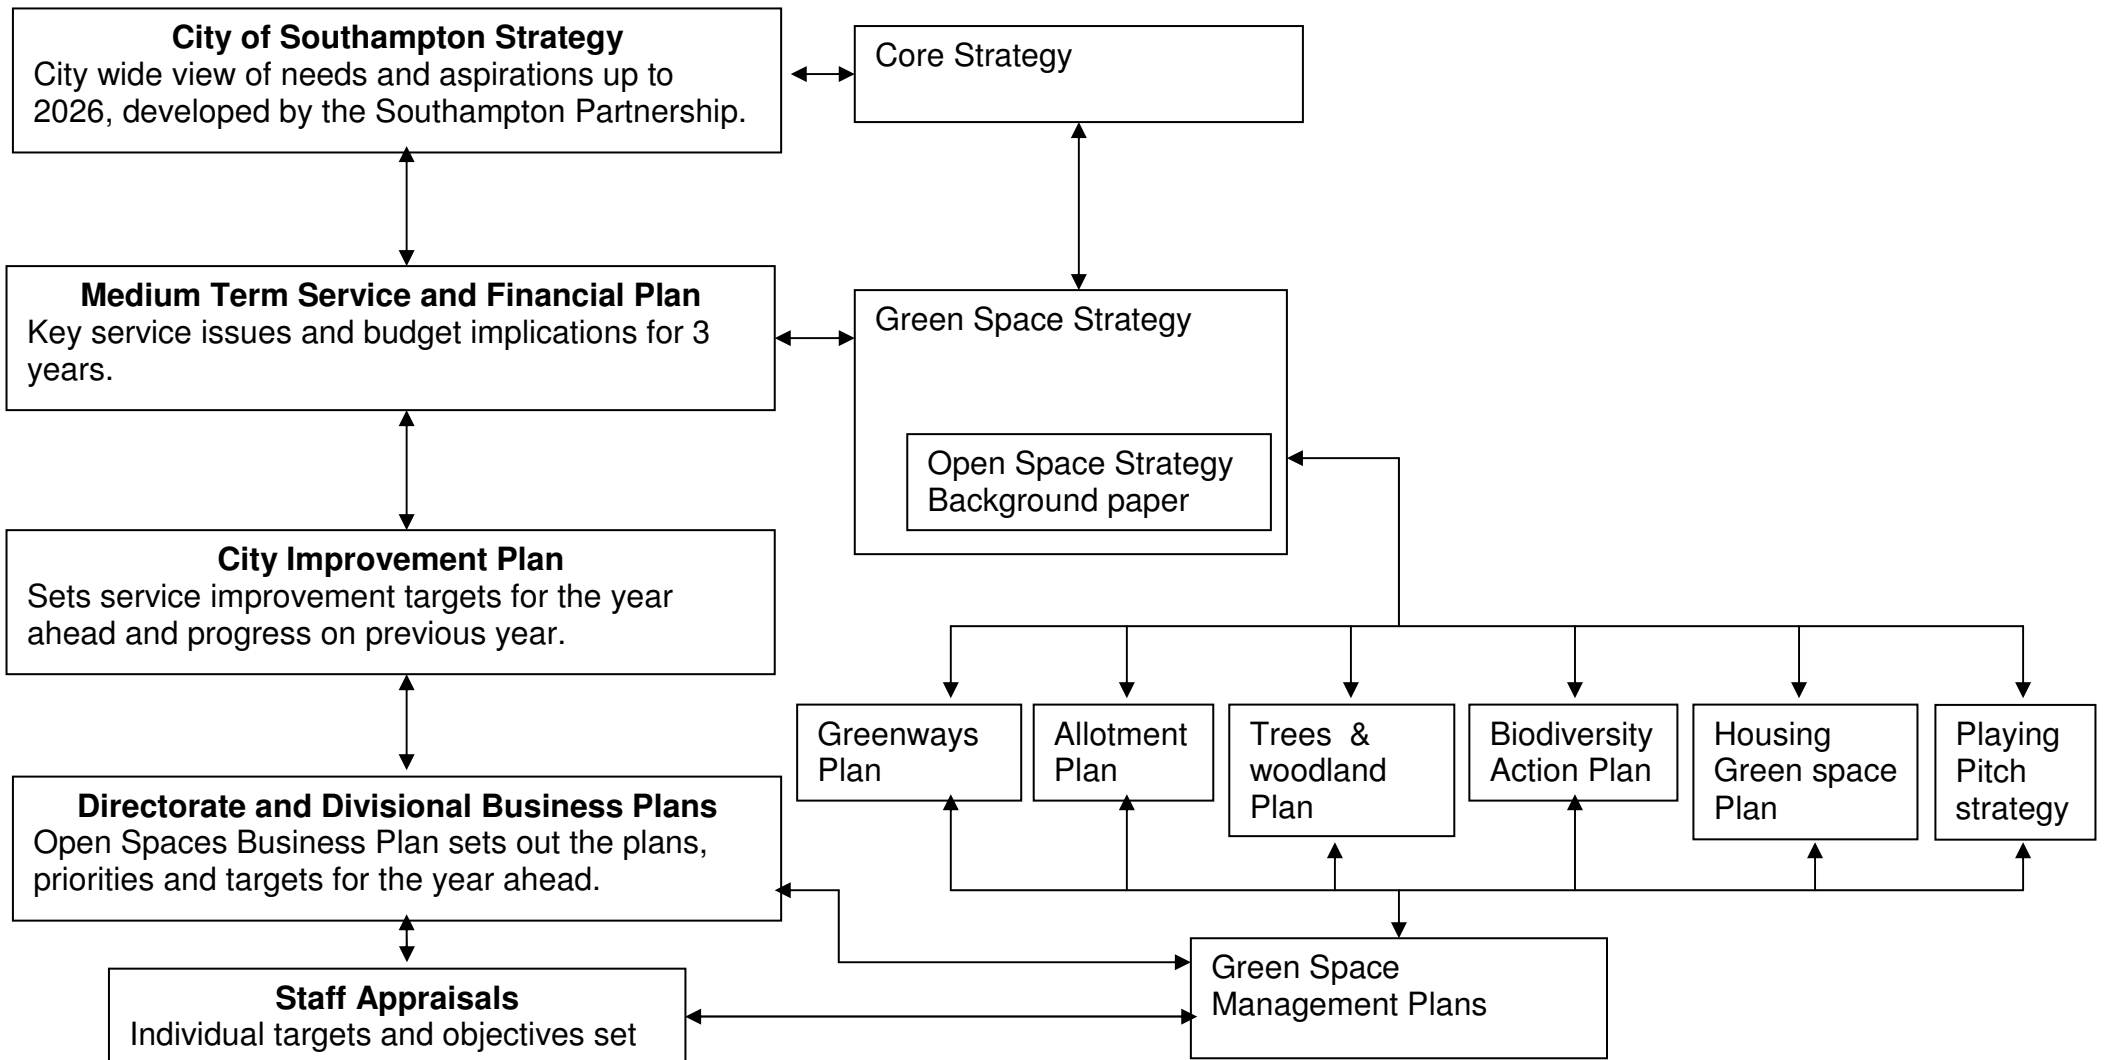 City of Southampton Strategy
City wide view of needs and aspirations up to
2026, developed by the Southampton Partnership.
Core Strategy
Medium Term Service and Financial Plan
Key service issues and budget implications for 3
years.
Green Space Strategy
Open Space Strategy
Background paper
City Improvement Plan
Sets service improvement targets for the year
ahead and progress on previous year.
Greenways
Plan
Allotment
Plan
Trees &
woodland
Plan
Biodiversity
Action Plan
Housing
Green space
Plan
Playing
Pitch
strategy
Directorate and Divisional Business Plans
Open Spaces Business Plan sets out the plans,
priorities and targets for the year ahead.
Green Space
Management Plans
Staff Appraisals
Individual targets and objectives set